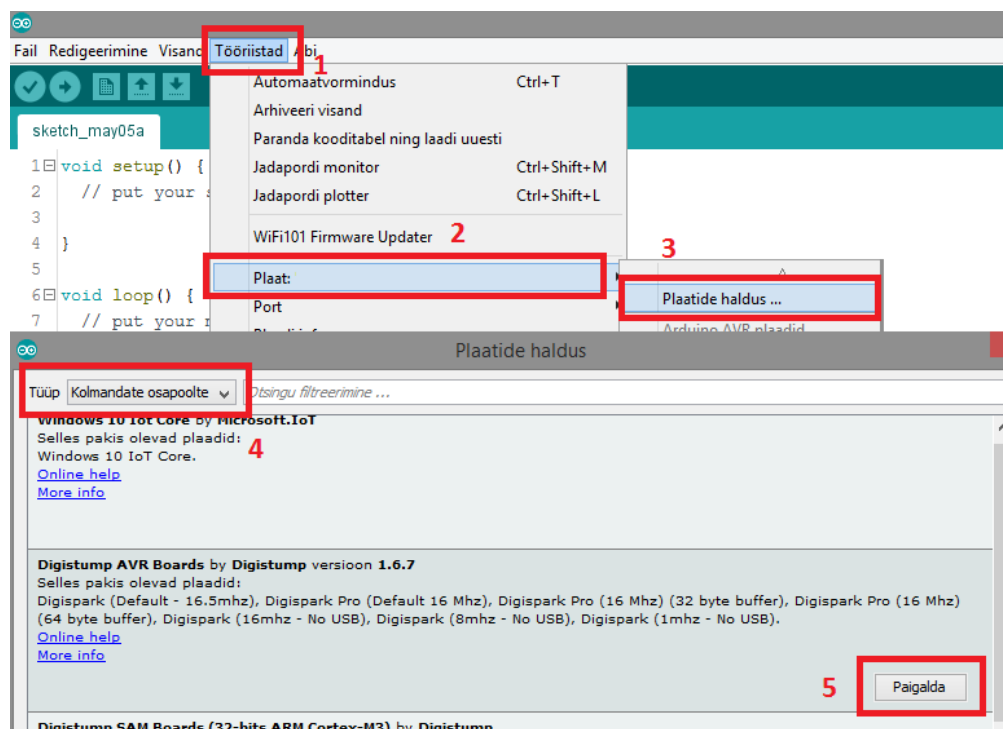 Fail Redigeerimine Visand Tööriistad Abi
1
Automaatvormindus Ctrl+T
Arhiveeri visand
Paranda kooditabel ning laadi uuesti
Jadapordi monitor Ctrl+Shift+M
Jadapordi plotter Ctrl+Shift+L
WiFi101 Firmware Updater
2
Plaat:
Port
3
Plaatide haldus ...
Arduino AVR plaadid
sketch_may05a
1 void setup() {
2 // put your
3
4 }
5
6 void loop() {
7 // put your
Plaatide haldus
Tüüp Kolmandate osapoolte Otsingu filtreerimine ...
4
Windows 10 Iot Core by Microsoft.IoT
Selles pakis olevad plaadid:
Windows 10 IoT Core.
Online help
More info
Digistump AVR Boards by Digistump versioon 1.6.7
Selles pakis olevad plaadid:
Digispark (Default - 16.5mhz), Digispark Pro (Default 16 Mhz), Digispark Pro (16 Mhz) (32 byte buffer), Digispark Pro (16 Mhz)
(64 byte buffer), Digispark (16mhz - No USB), Digispark (8mhz - No USB), Digispark (1mhz - No USB).
Online help
More info
5
Paigalda
Digistump SAM Boards (32-bits ARM Cortex-M3) by Digistump